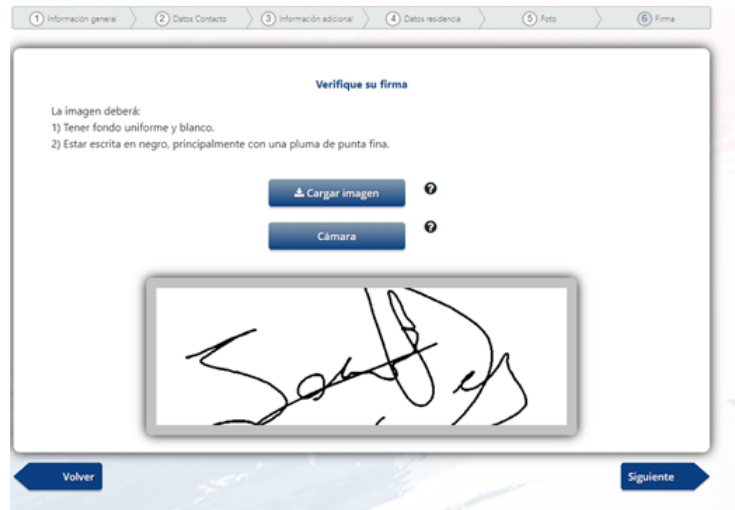 1 Información general 2 Datos Contacto 3 Información adicional 4 Datos residencia 5 Foto 6 Firma
Verifique su firma
La imagen deberá:
1) Tener fondo uniforme y blanco.
2) Estar escrita en negro, principalmente con una pluma de punta fina.
Cargar imagen ?
Cámara ?
Volver Siguiente